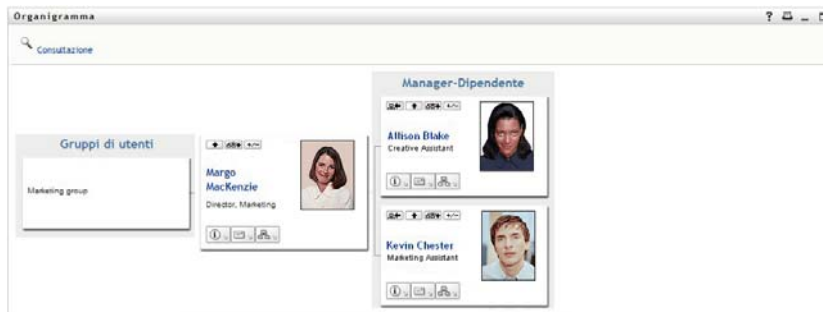 Organigramma
Consultazione
Gruppi di utenti
Marketing group
Margo
MacKenzie
Director, Marketing
Manager-Dipendente
Allison Blake
Creative Assistant
Kevin Chester
Marketing Assistant